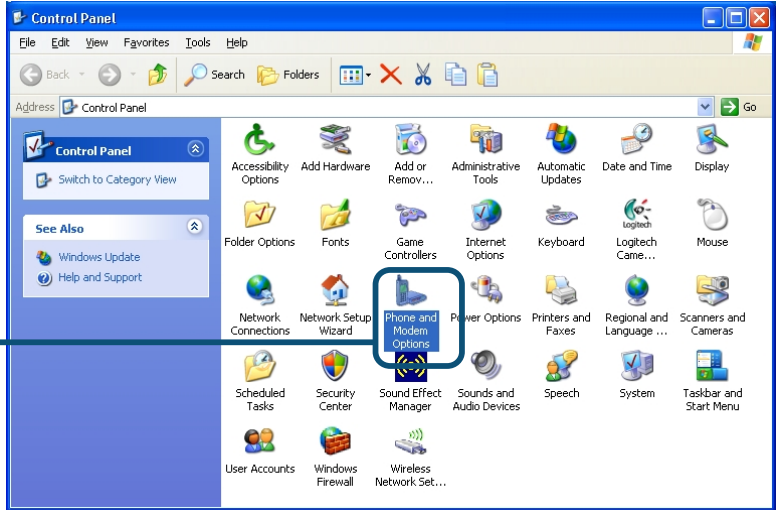 Control Panel
File Edit View Favorites Tools Help
Back Search Folders
Address Control Panel Go
Control Panel
Switch to Category View
See Also
Windows Update
Help and Support
Accessibility Options
Add Hardware
Add or Remov...
Administrative Tools
Automatic Updates
Date and Time
Display
Folder Options
Fonts
Game Controllers
Internet Options
Keyboard
Logitech
Logitech Came...
Mouse
Network Connections
Network Setup Wizard
Phone and Modem Options
Power Options
Printers and Faxes
Regional and Language ...
Scanners and Cameras
Scheduled Tasks
Security Center
Sound Effect Manager
Sounds and Audio Devices
Speech
System
Taskbar and Start Menu
User Accounts
Windows Firewall
Wireless Network Set...